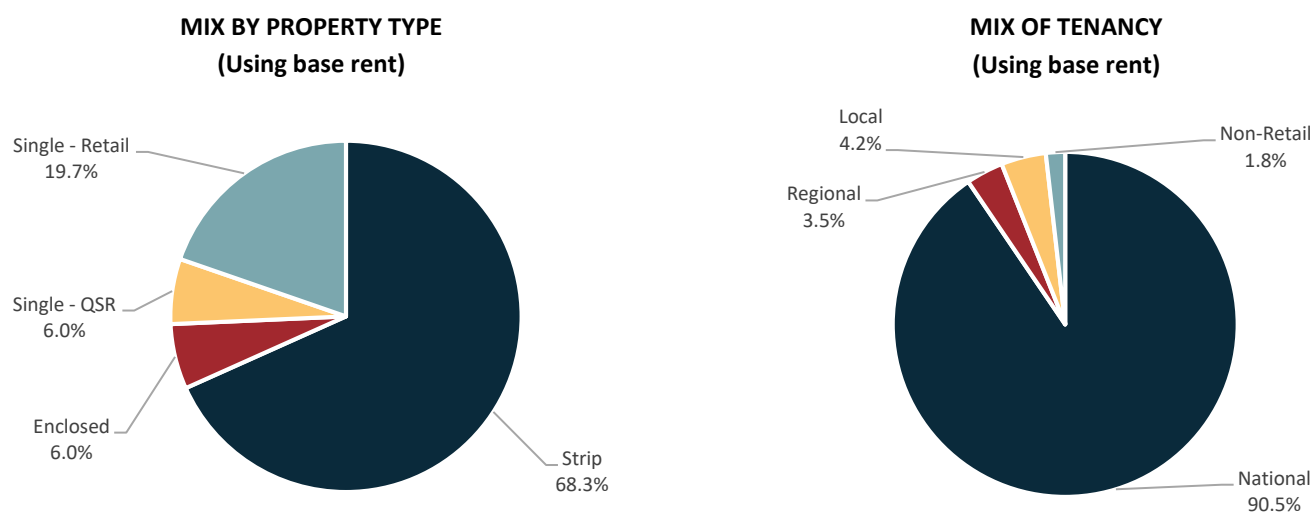 MIX BY PROPERTY TYPE
(Using base rent)
Single - Retail
19.7%
Single - QSR
6.0%
Enclosed
6.0%
Strip
68.3%
MIX OF TENANCY
(Using base rent)
Local
4.2%
Non-Retail
1.8%
Regional
3.5%
National
90.5%